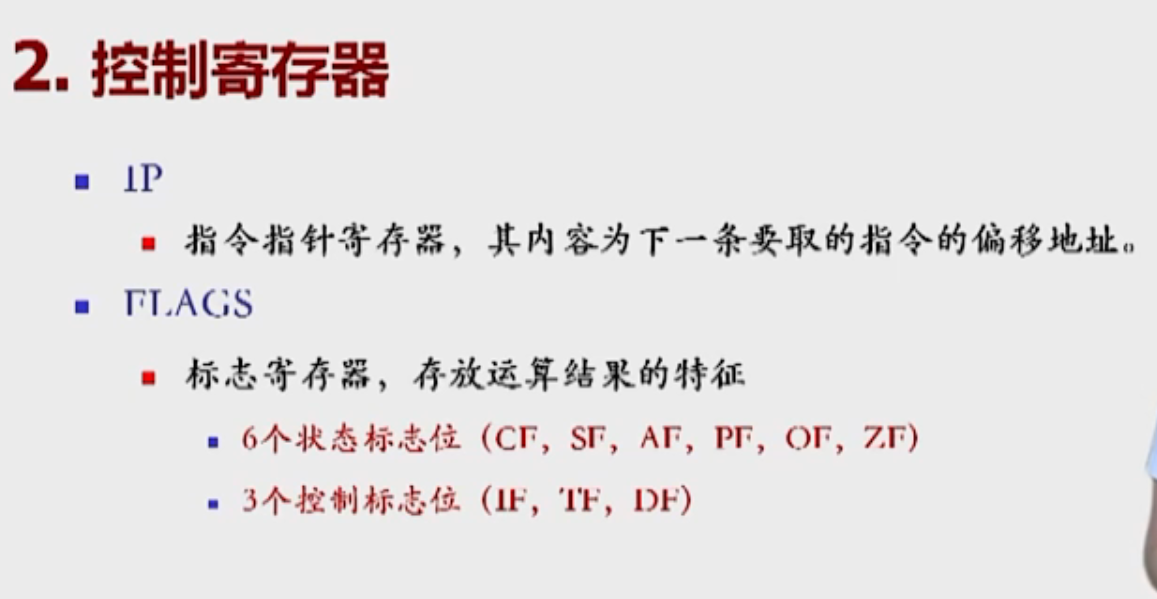 2. 控制寄存器
IP
指令指针寄存器，其内容为下一条要取的指令的偏移地址。
FLAGS
标志寄存器，存放运算结果的特征
6个状态标志位（CF，SF，AF，PF，OF，ZF）
3个控制标志位（IF，TF，DF）